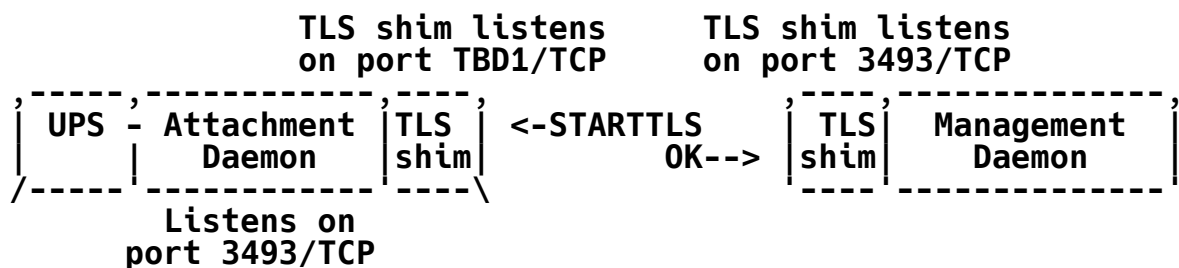 TLS shim listens     TLS shim listens
on port TBD1/TCP     on port 3493/TCP
,-----,------------,----,                ,----,--------------,
| UPS - Attachment |TLS | <-STARTTLS     | TLS|  Management  |
|     |   Daemon   |shim|         OK--> |shim|    Daemon    |
/-----'------------'----\                '----'--------------'
Listens on
port 3493/TCP